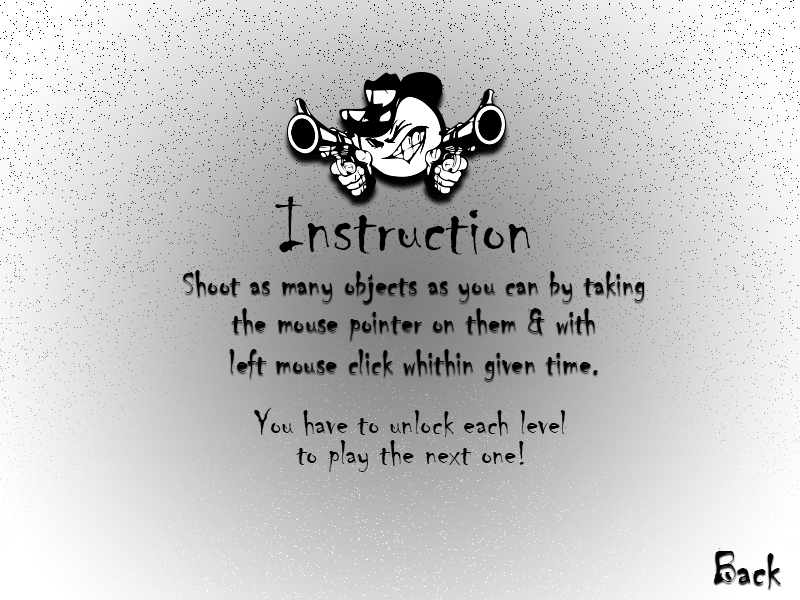 Instruction
Shoot as many objects as you can by taking
the mouse pointer on them & with
left mouse click whithin given time.
You have to unlock each level
to play the next one!
Back